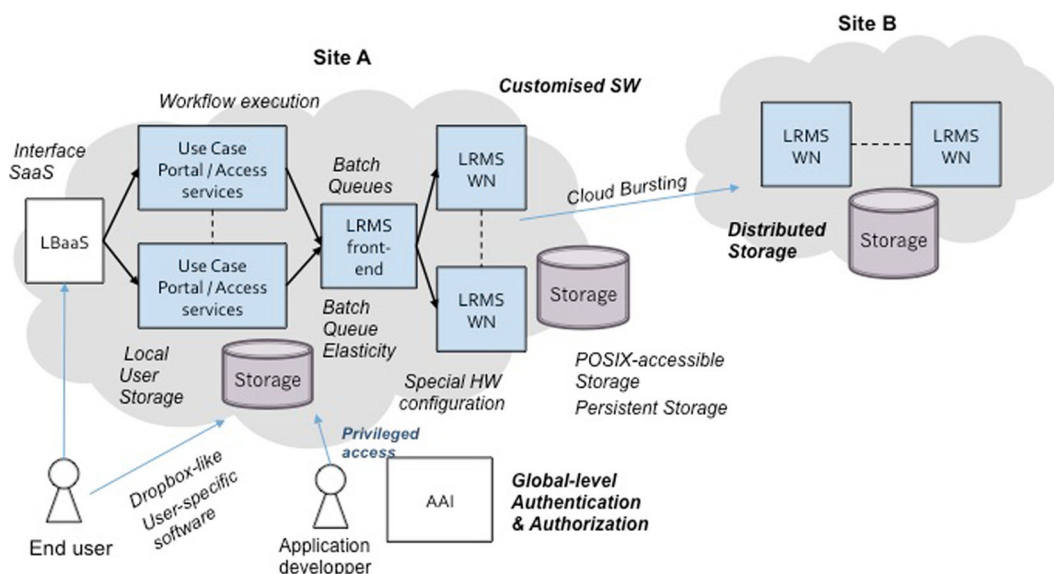 Site B
Site A
Customised SW
Workflow execution
Interface
SaaS
Use Case
Portal / Access
services
Batch
Queues
LRMS
WN
LRMS
WN
LRMS
WN
Cloud Bursting
LBaaS
LRMS
front-
end
Distributed
Storage
Storage
Use Case
Portal / Access
services
LRMS
WN
Storage
Batch
Queue
Elasticity
Local
User
Storage
Storage
Special HW
configuration
POSIX-accessible
Storage
Persistent Storage
Privileged
access
Dropbox-like
User-specific
software
AAI
Global-level
Authentication
& Authorization
End user
Application
developper